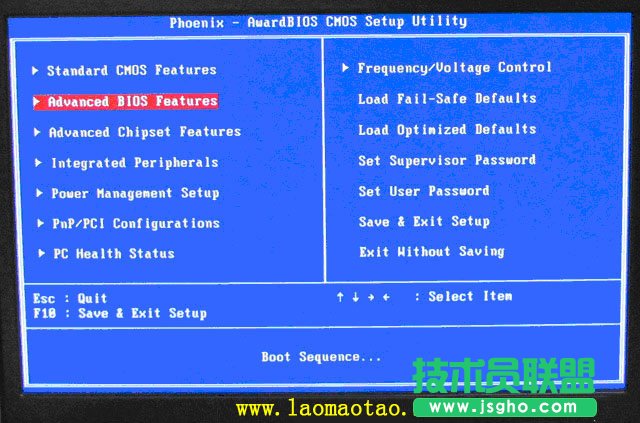 Phoenix - AwardBIOS CMOS Setup Utility
Standard CMOS Features
Advanced BIOS Features
Advanced Chipset Features
Integrated Peripherals
Power Management Setup
PnP/PCI Configurations
PC Health Status
Frequency/Voltage Control
Load Fail-Safe Defaults
Load Optimized Defaults
Set Supervisor Password
Set User Password
Save & Exit Setup
Exit Without Saving
Esc : Quit
F10 : Save & Exit Setup
↑ ↓ → ← : Select Item
Boot Sequence...
技术员联盟
www.laomaotao.
www.jsgho.com